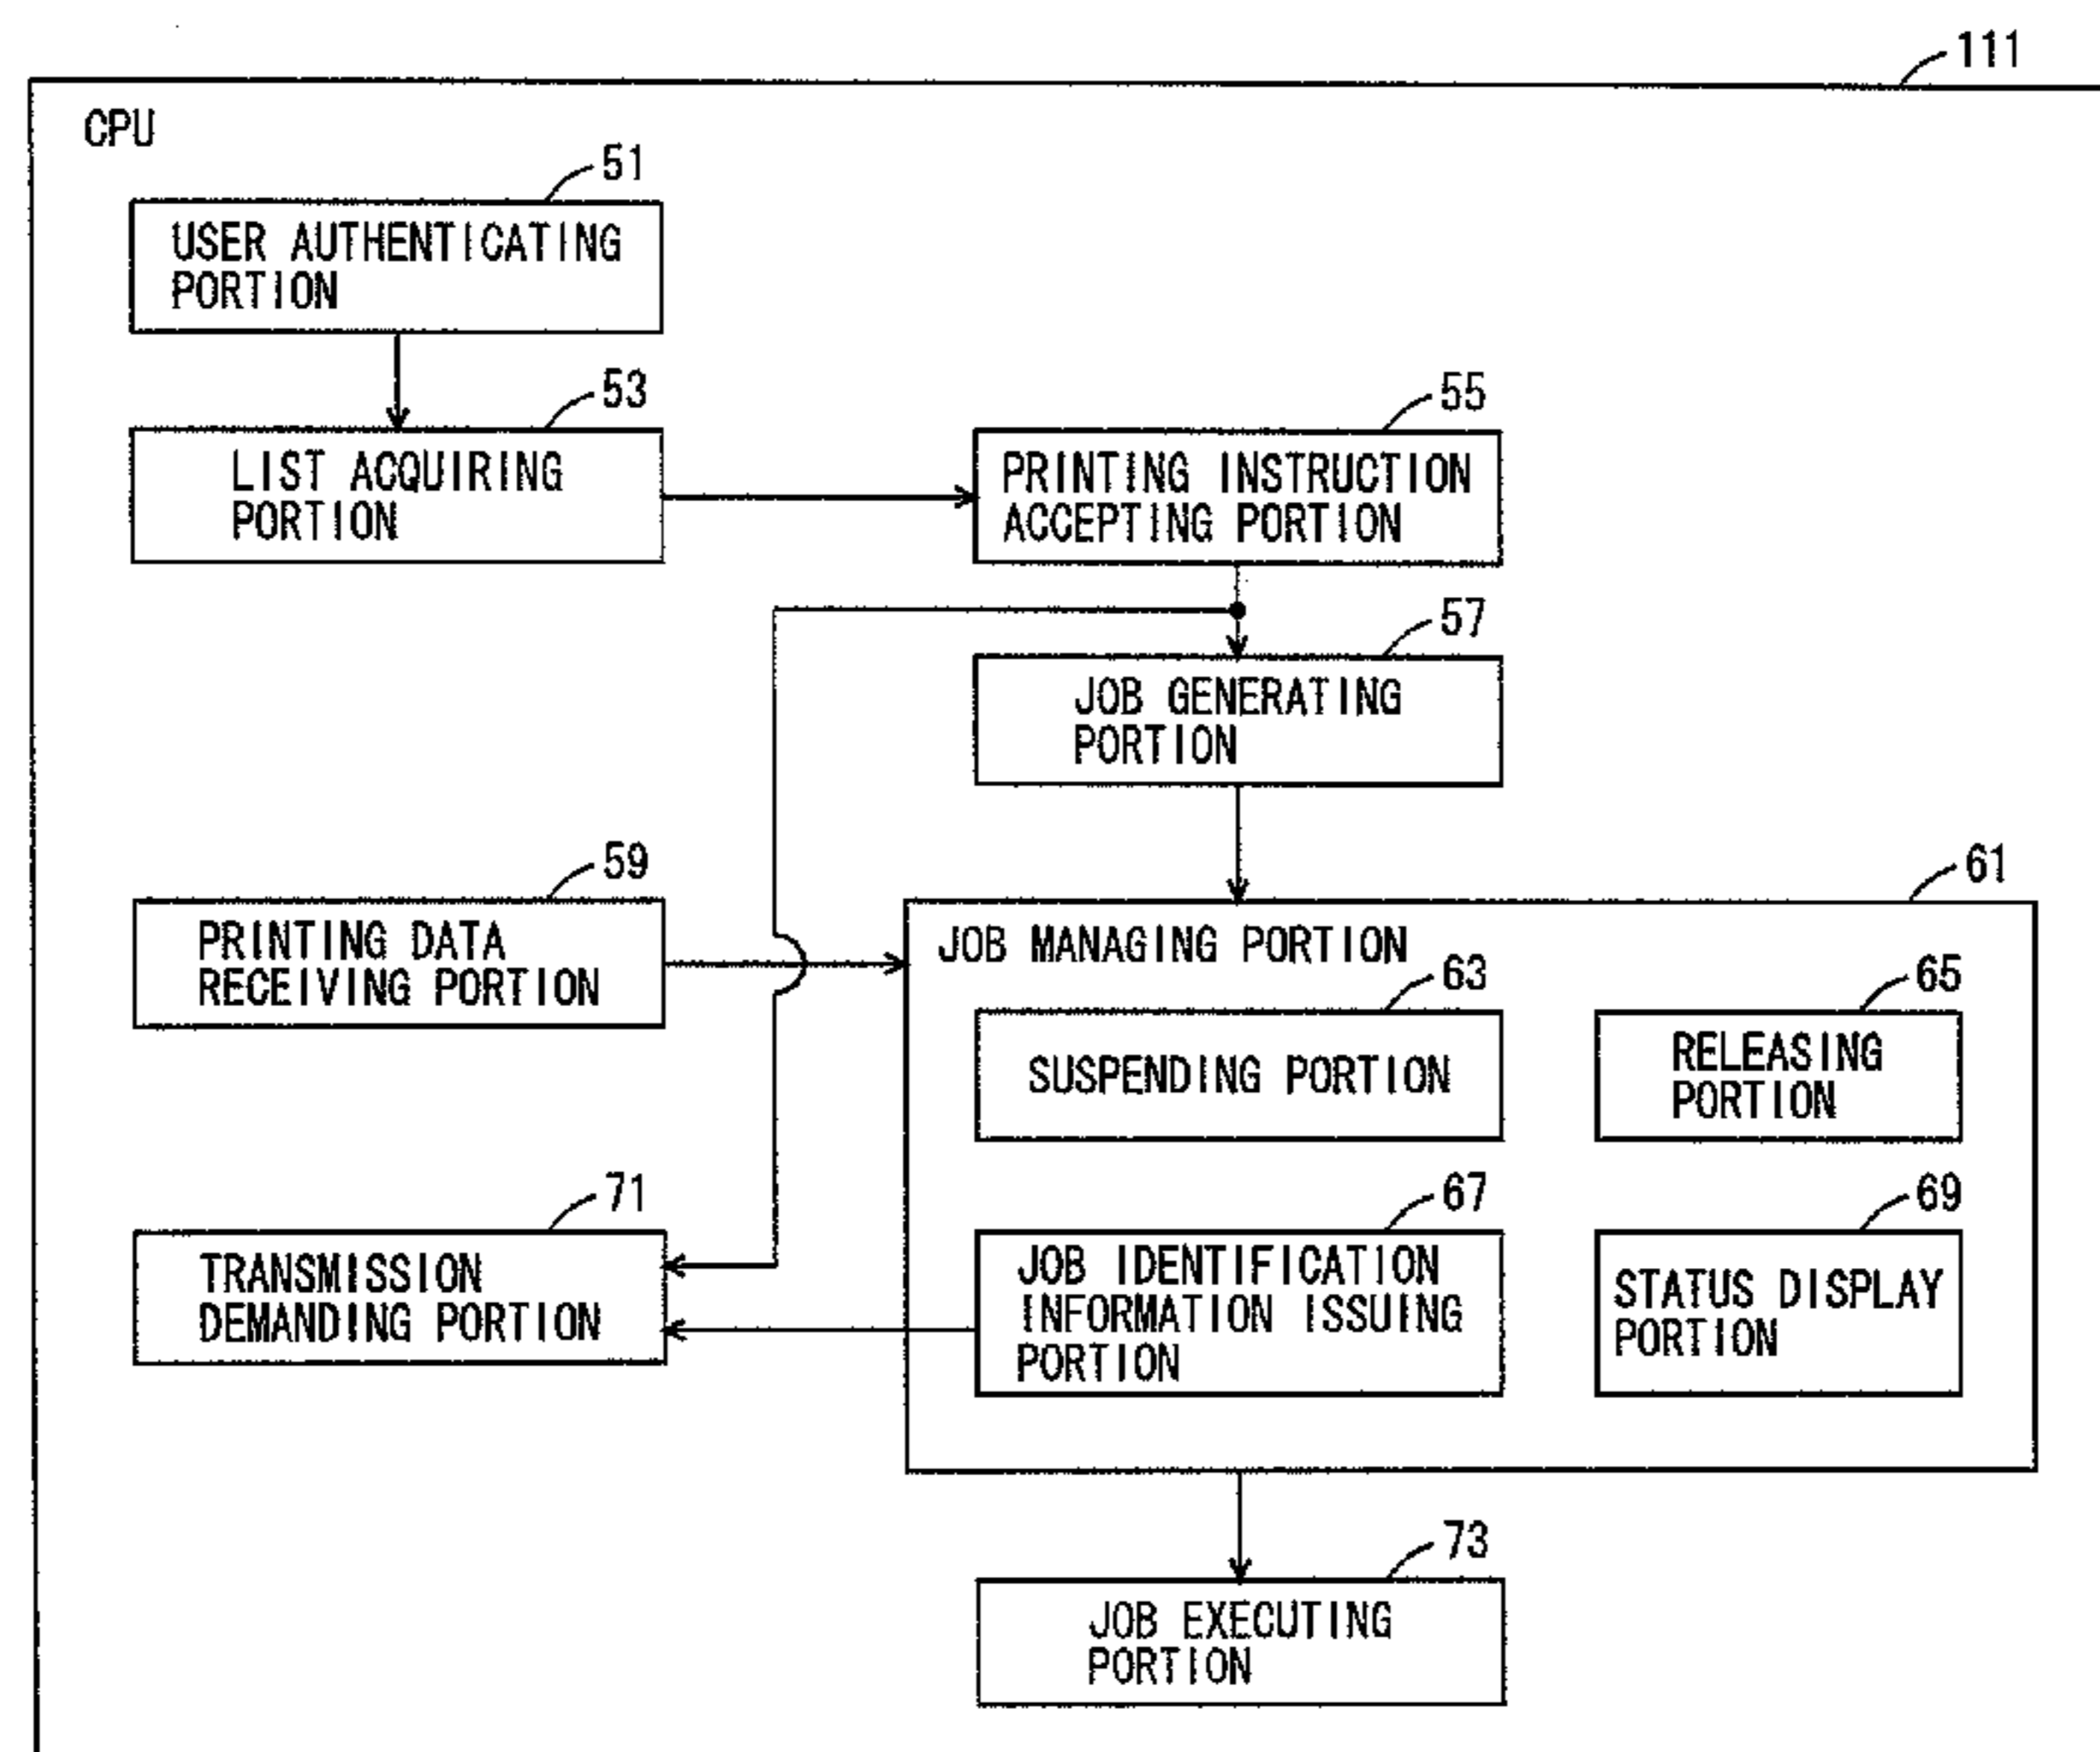 111
CPU
51
USER AUTHENTICATING
PORTION
53
LIST ACQUIRING
PORTION
55
PRINTING INSTRUCTION
ACCEPTING PORTION
57
JOB GENERATING
PORTION
59
PRINTING DATA
RECEIVING PORTION
61
JOB MANAGING PORTION
63
SUSPENDING PORTION
65
RELEASING
PORTION
71
TRANSMISSION
DEMANDING PORTION
67
JOB IDENTIFICATION
INFORMATION ISSUING
PORTION
69
STATUS DISPLAY
PORTION
73
JOB EXECUTING
PORTION